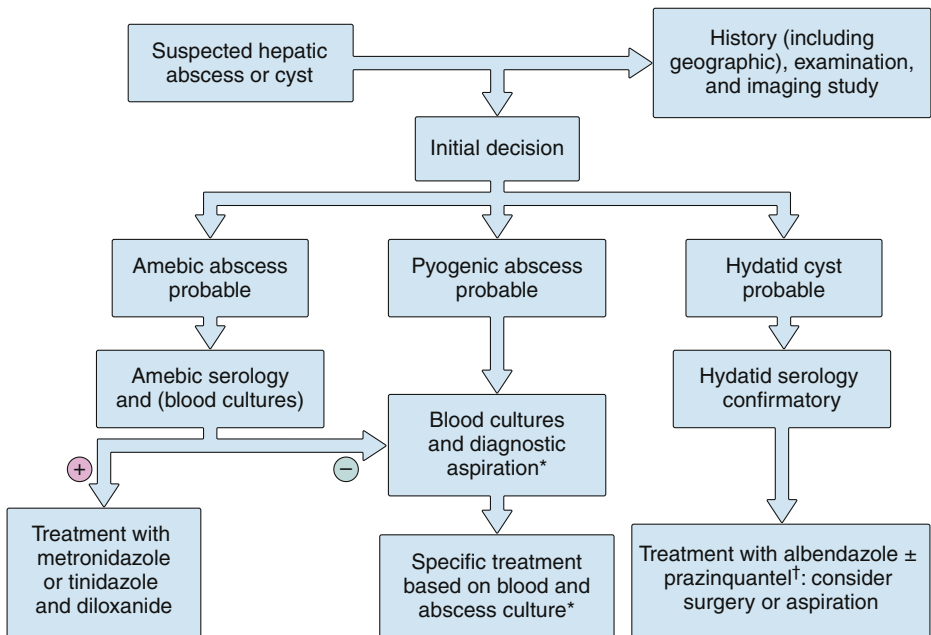 Suspected hepatic
abscess or cyst
History (including
geographic), examination,
and imaging study
Initial decision
Amebic abscess
probable
Pyogenic abscess
probable
Hydatid cyst
probable
Amebic serology
and (blood cultures)
Blood cultures
and diagnostic
aspiration*
Hydatid serology
confirmatory
+
−
Treatment with
metronidazole
or tinidazole
and diloxanide
Specific treatment
based on blood and
abscess culture*
Treatment with albendazole ±
prazinquantel†: consider
surgery or aspiration